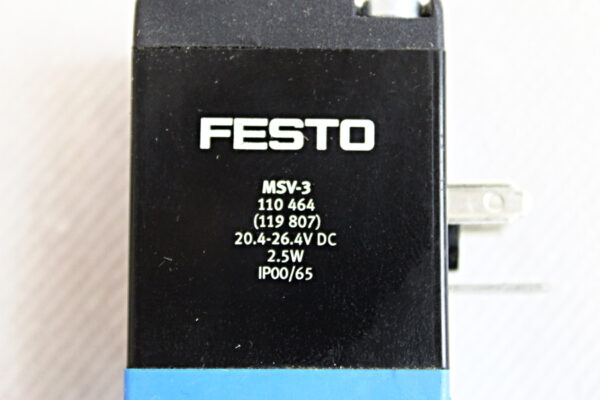 FESTO
MSV-3
110 464
(119 807)
20.4-26.4V DC
2.5W
IP00/65